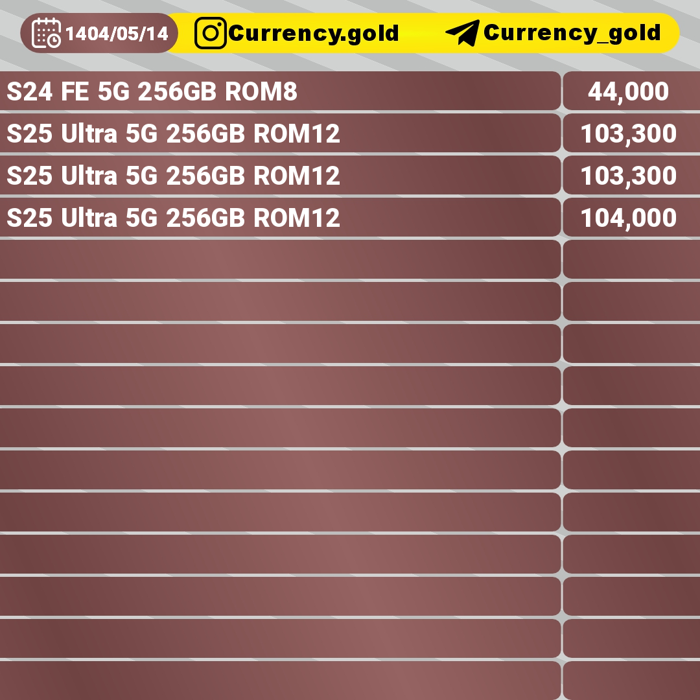 1404/05/14 Currency.gold Currency_gold
S24 FE 5G 256GB ROM8 44,000
S25 Ultra 5G 256GB ROM12 103,300
S25 Ultra 5G 256GB ROM12 103,300
S25 Ultra 5G 256GB ROM12 104,000